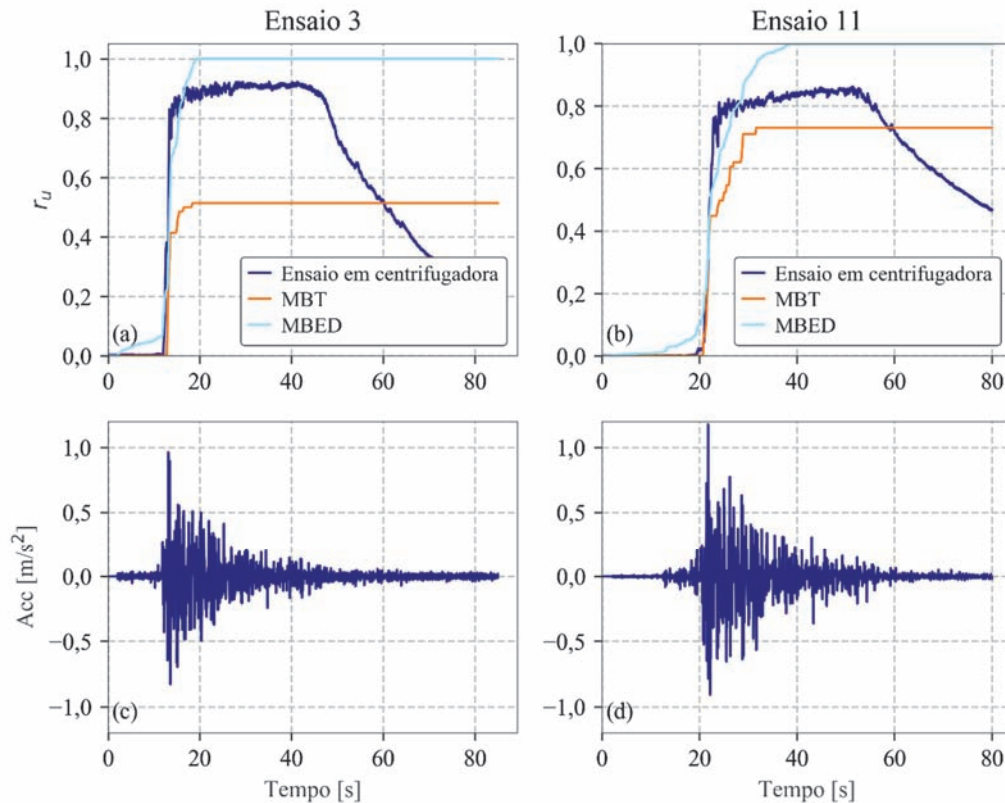 Ensaio 3
Ensaio 11
1,0
0,8
0,6
0,4
0,2
0,0
r_u
(a)
Ensaio em centrifugadora
MBT
MBED
0 20 40 60 80
1,0
0,8
0,6
0,4
0,2
0,0
(b)
Ensaio em centrifugadora
MBT
MBED
0 20 40 60 80
1,0
0,5
0,0
−0,5
−1,0
Acc [m/s²]
(c)
0 20 40 60 80
Tempo [s]
1,0
0,5
0,0
−0,5
−1,0
(d)
0 20 40 60 80
Tempo [s]